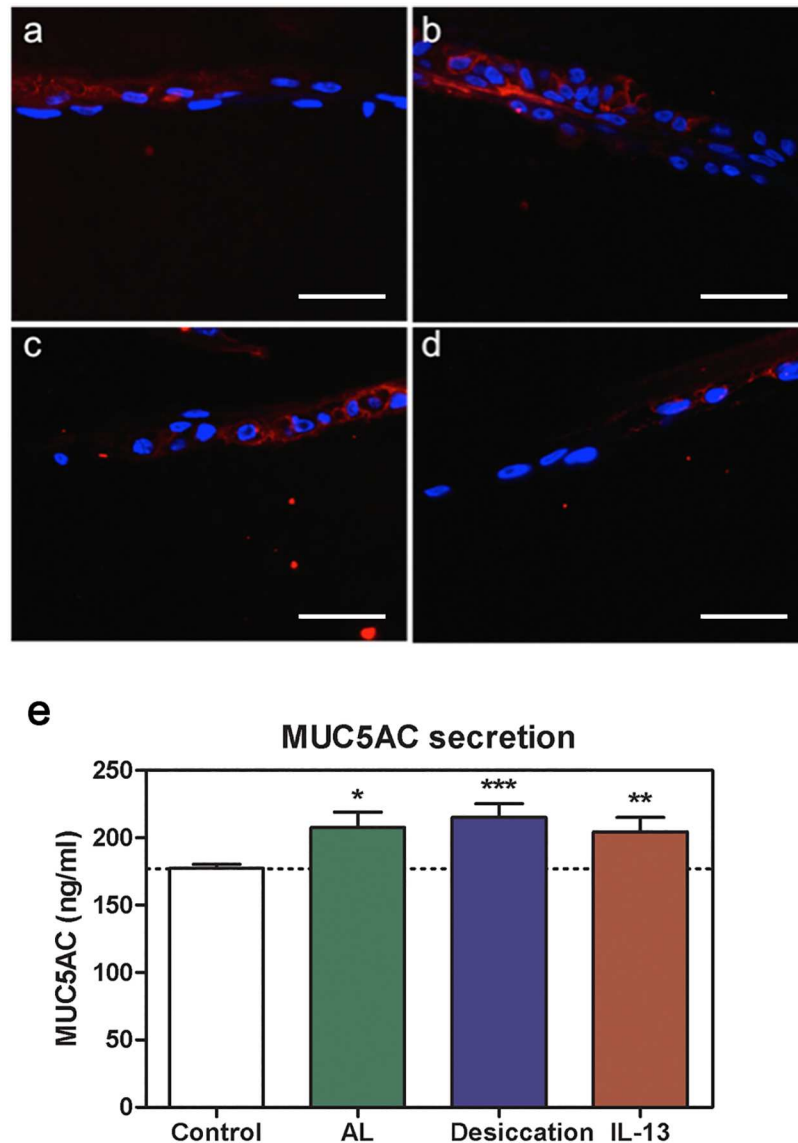 a
b
c
d
e
MUC5AC secretion
MUC5AC (ng/ml)
250
200
150
100
50
0
*
***
**
Control AL Desiccation IL-13